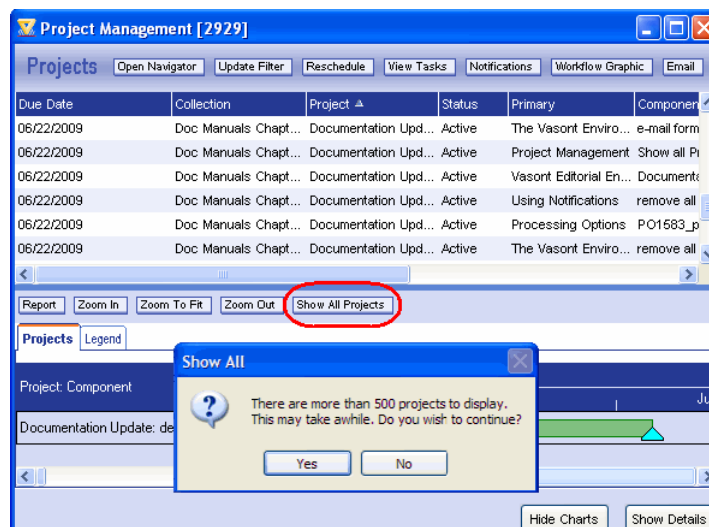 Project Management [2929]
Projects Open Navigator Update Filter Reschedule View Tasks Notifications Workflow Graphic Email
Due Date Collection Project Status Primary Componen
06/22/2009 Doc Manuals Chapt... Documentation Upd... Active The Vasont Enviro... e-mail form
06/22/2009 Doc Manuals Chapt... Documentation Upd... Active Project Management Show all Pr
06/22/2009 Doc Manuals Chapt... Documentation Upd... Active Vasont Editorial En... Documenta
06/22/2009 Doc Manuals Chapt... Documentation Upd... Active Using Notifications remove all
06/22/2009 Doc Manuals Chapt... Documentation Upd... Active Processing Options PO1583_p
06/22/2009 Doc Manuals Chapt... Documentation Upd... Active The Vasont Enviro... remove all
Report Zoom In Zoom To Fit Zoom Out Show All Projects
Projects Legend
Show All
Project: Component
Ju
There are more than 500 projects to display.
This may take awhile. Do you wish to continue?
Documentation Update: de
Yes No
Hide Charts Show Details